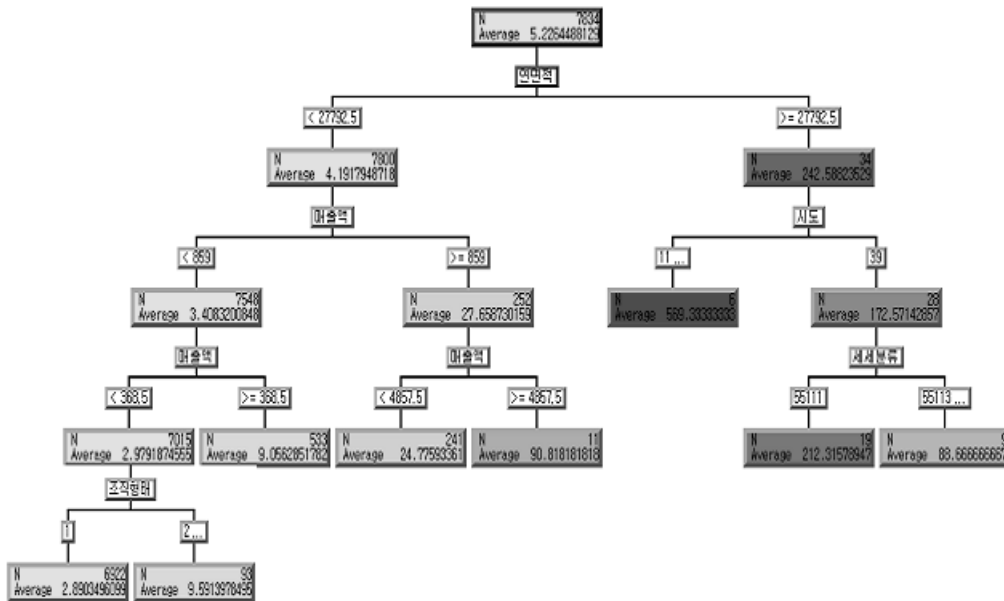 N 7834
Average 5.2264488129
연면적
< 27792.5
>= 27792.5
N 7800
Average 4.1917948718
N 34
Average 242.58823529
매출액
시도
< 859
>= 859
11 ...
39
N 7548
Average 3.4083200848
N 252
Average 27.658730159
N 6
Average 569.33333333
N 28
Average 172.57142857
매출액
매출액
세세분류
< 368.5
>= 368.5
< 4857.5
>= 4857.5
55111
55113 ...
N 7015
Average 2.9791874555
N 533
Average 9.0562851782
N 241
Average 24.77593361
N 11
Average 90.818181818
N 19
Average 212.31578947
N 9
Average 88.666666667
조직형태
1
2...
N 6922
Average 2.8903496099
N 93
Average 9.5913978495